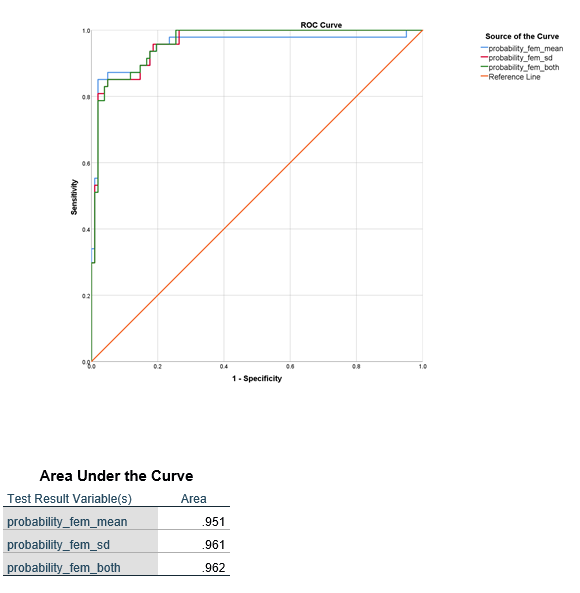 ROC Curve
Source of the Curve
probability_fem_mean
probability_fem_sd
probability_fem_both
Reference Line
Sensitivity
1.0
0.8
0.6
0.4
0.2
0.0
0.0 0.2 0.4 0.6 0.8 1.0
1 - Specificity
Area Under the Curve
Test Result Variable(s) Area
probability_fem_mean .951
probability_fem_sd .961
probability_fem_both .962